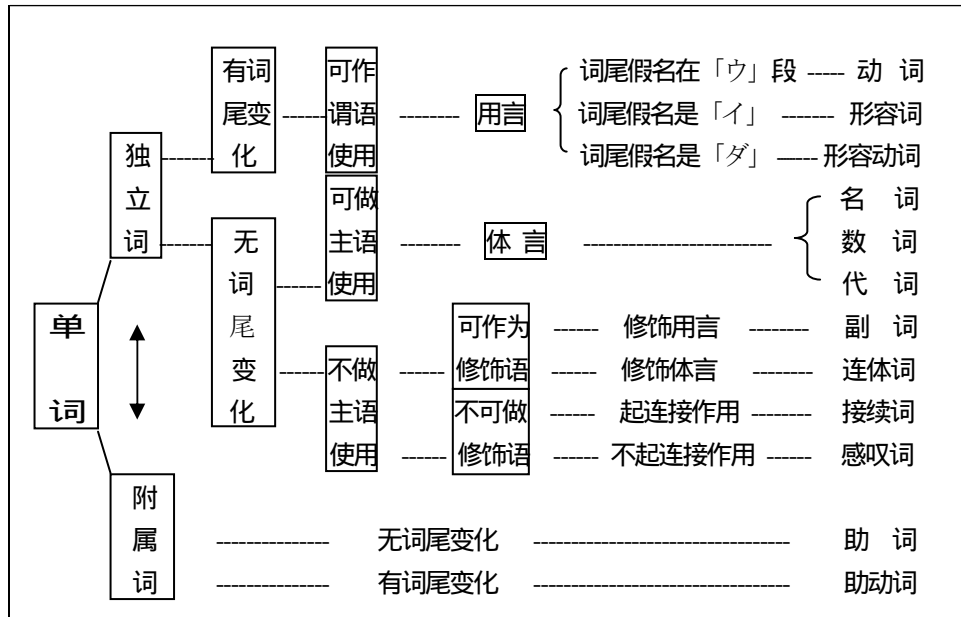 有词 可作 词尾假名在「ウ」段 ----- 动 词
尾变 ------ 谓语 -------- 用言 词尾假名是「イ」 ------- 形容词
独 ------- 化 使用 词尾假名是「ダ」 ----- 形容动词
立 可做 名 词
词 ------- 无 主语 -------- 体 言 ------------------------- 数 词
词 ------ 使用 代 词
单 尾 可作为 ------ 修饰用言 -------- 副 词
变 ------ 不做 ------ 修饰语 ------ 修饰体言 -------- 连体词
词 化 主语 不可做 ------ 起连接作用 -------- 接续词
使用 ------ 修饰语 ------ 不起连接作用 ------ 感叹词
附
属 --------------- 无词尾变化 ---------------------------------- 助 词
词 --------------- 有词尾变化 ---------------------------------- 助动词